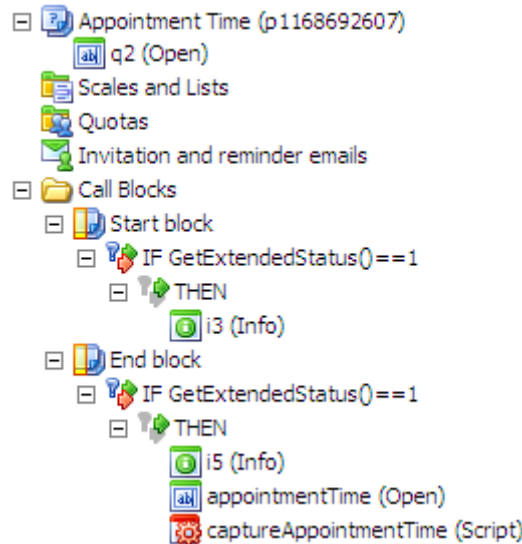 Appointment Time (p1168692607)
q2 (Open)
Scales and Lists
Quotas
Invitation and reminder emails
Call Blocks
Start block
IF GetExtendedStatus()==1
THEN
i3 (Info)
End block
IF GetExtendedStatus()==1
THEN
i5 (Info)
appointmentTime (Open)
captureAppointmentTime (Script)